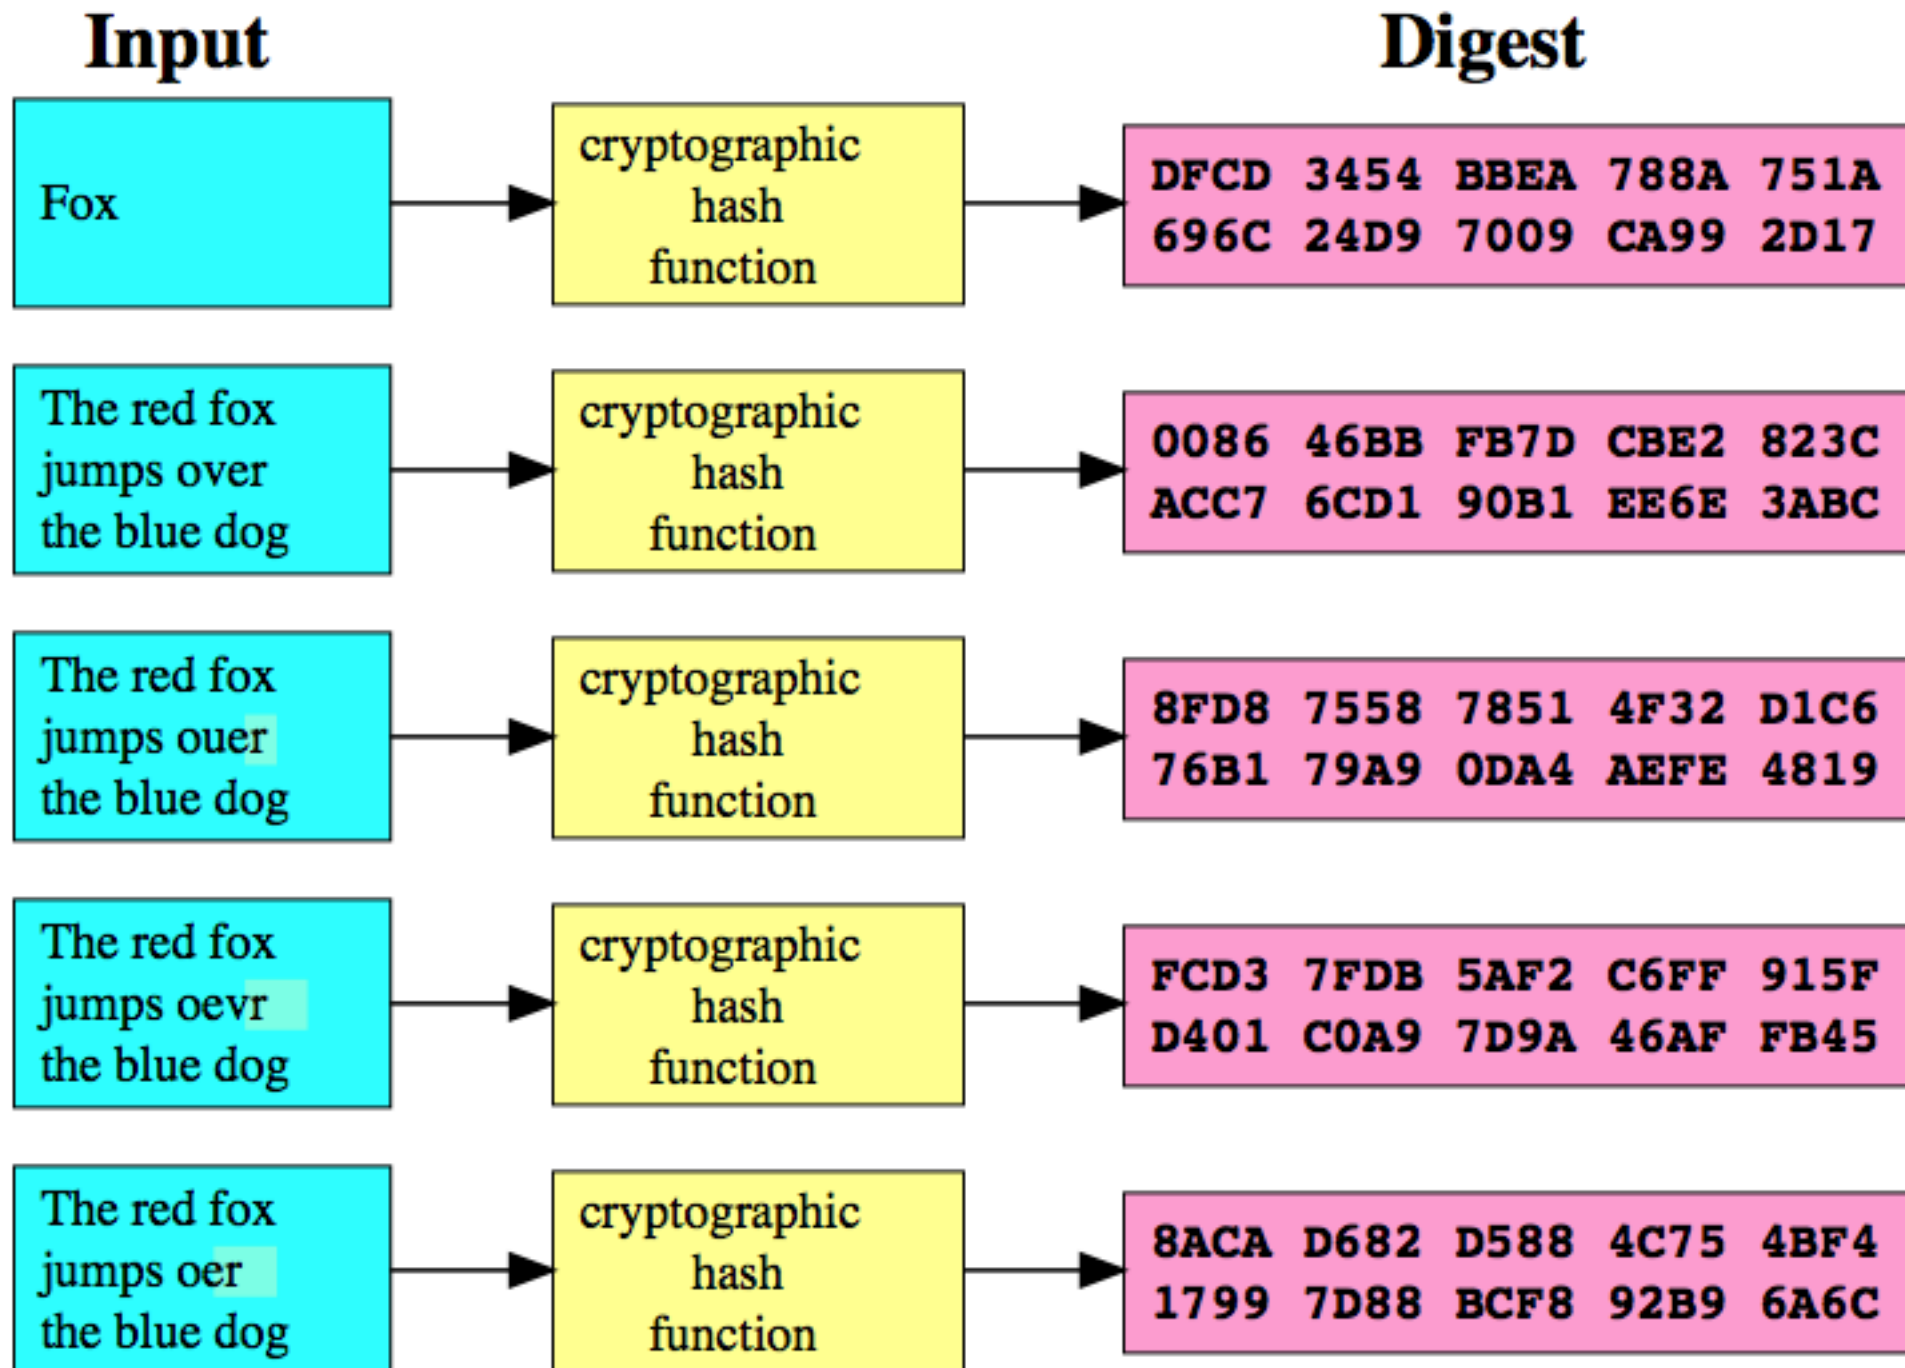 Input
Digest
Fox
cryptographic
hash
function
DFCD 3454 BBEA 788A 751A
696C 24D9 7009 CA99 2D17
The red fox
jumps over
the blue dog
cryptographic
hash
function
0086 46BB FB7D CBE2 823C
ACC7 6CD1 90B1 EE6E 3ABC
The red fox
jumps ouer
the blue dog
cryptographic
hash
function
8FD8 7558 7851 4F32 D1C6
76B1 79A9 0DA4 AEFE 4819
The red fox
jumps oevr
the blue dog
cryptographic
hash
function
FCD3 7FDB 5AF2 C6FF 915F
D401 C0A9 7D9A 46AF FB45
The red fox
jumps oer
the blue dog
cryptographic
hash
function
8ACA D682 D588 4C75 4BF4
1799 7D88 BCF8 92B9 6A6C